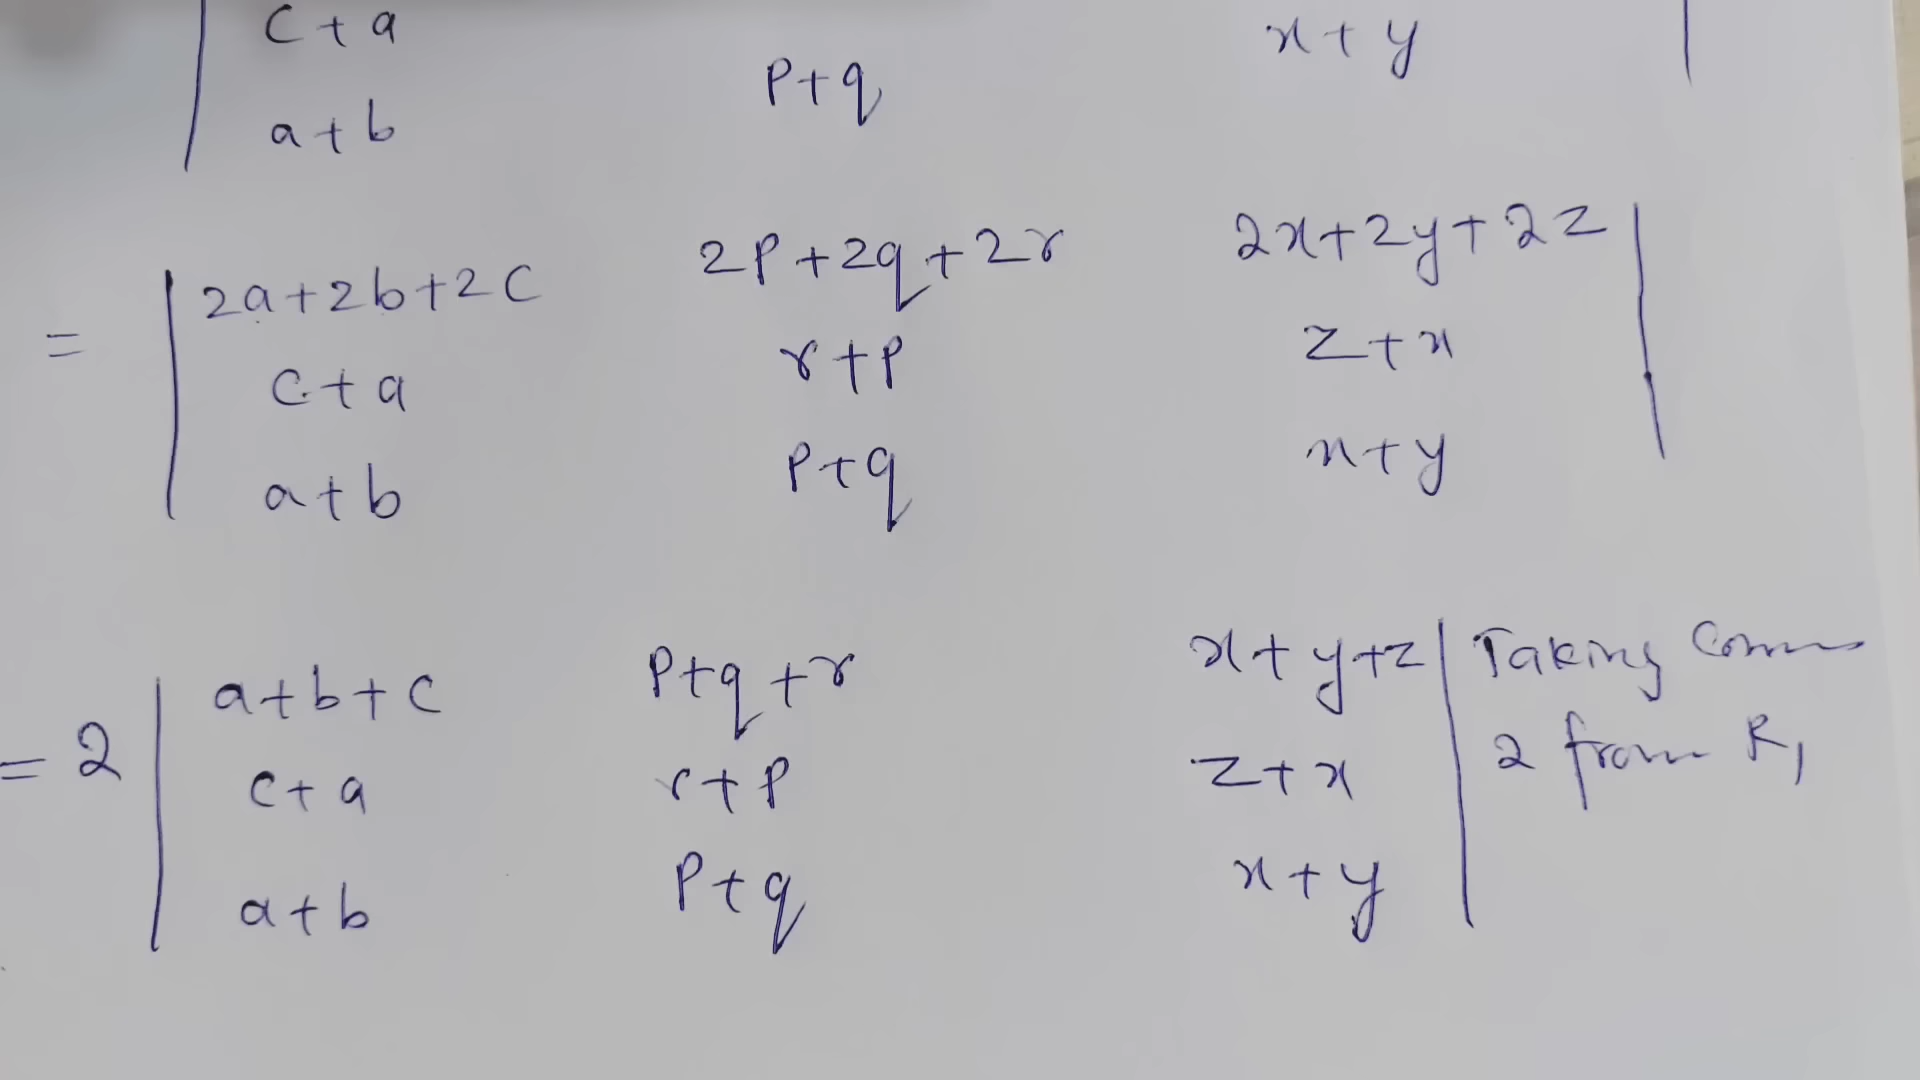 c+a x+y
p+q
a+b
2a+2b+2c 2p+2q+2r 2x+2y+2z
= c+a r+p z+x
a+b p+q x+y
a+b+c p+q+r x+y+z Taking
= 2 c+a r+p z+x 2 from R1
a+b p+q x+y